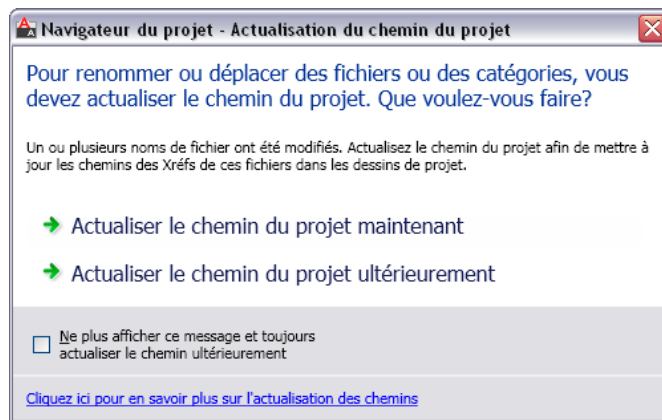 Navigateur du projet - Actualisation du chemin du projet
Pour renommer ou déplacer des fichiers ou des catégories, vous
devez actualiser le chemin du projet. Que voulez-vous faire?
Un ou plusieurs noms de fichier ont été modifiés. Actualisez le chemin du projet afin de mettre à
jour les chemins des Xréfs de ces fichiers dans les dessins de projet.
Actualiser le chemin du projet maintenant
Actualiser le chemin du projet ultérieurement
Ne plus afficher ce message et toujours
actualiser le chemin ultérieurement
Cliquez ici pour en savoir plus sur l'actualisation des chemins